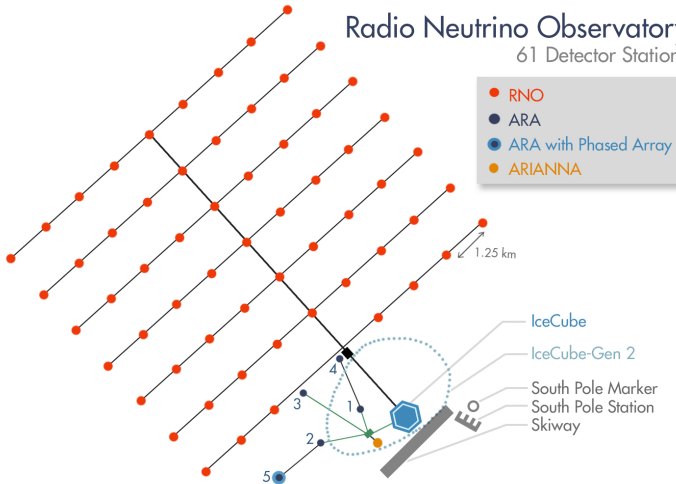 Radio Neutrino Observatory
61 Detector Station
RNO
ARA
ARA with Phased Array
ARIANNA
1.25 km
IceCube
IceCube-Gen 2
South Pole Marker
South Pole Station
Skiway
4
3
1
2
5